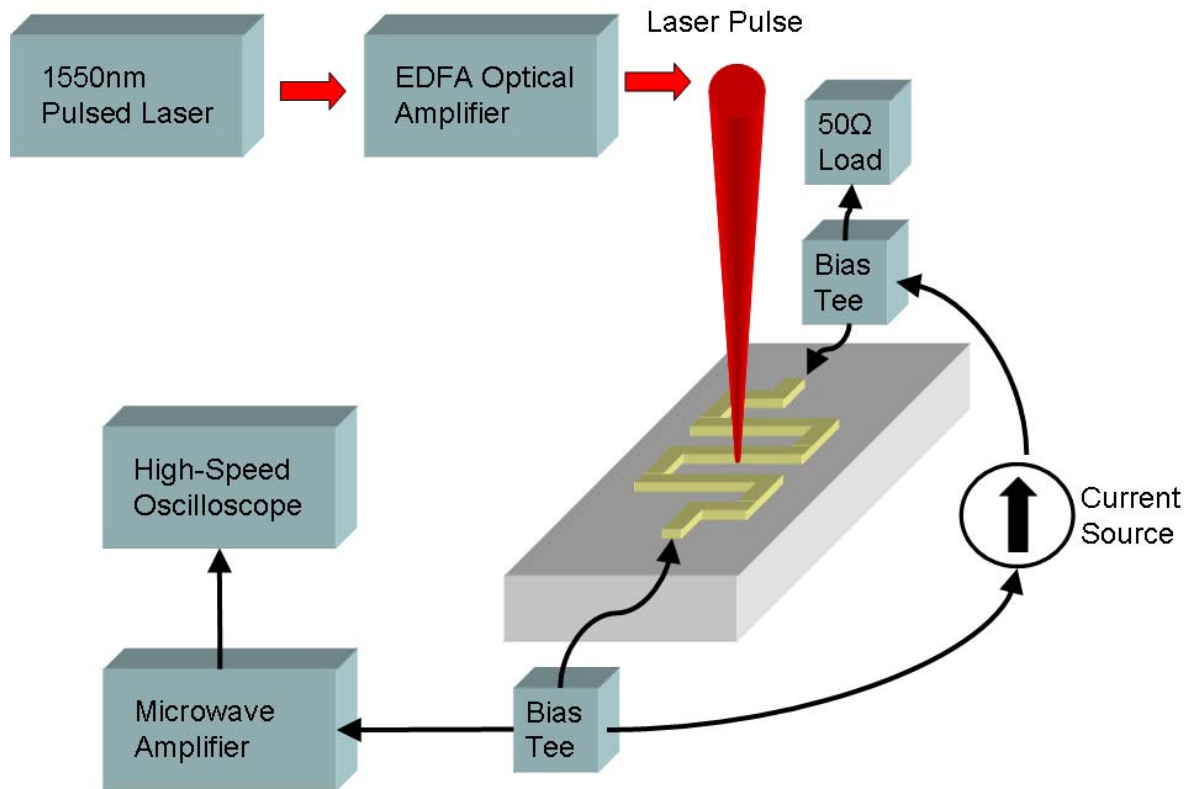 Laser Pulse
1550nm
Pulsed Laser
EDFA Optical
Amplifier
50Ω
Load
Bias
Tee
High-Speed
Oscilloscope
Current
Source
Microwave
Amplifier
Bias
Tee